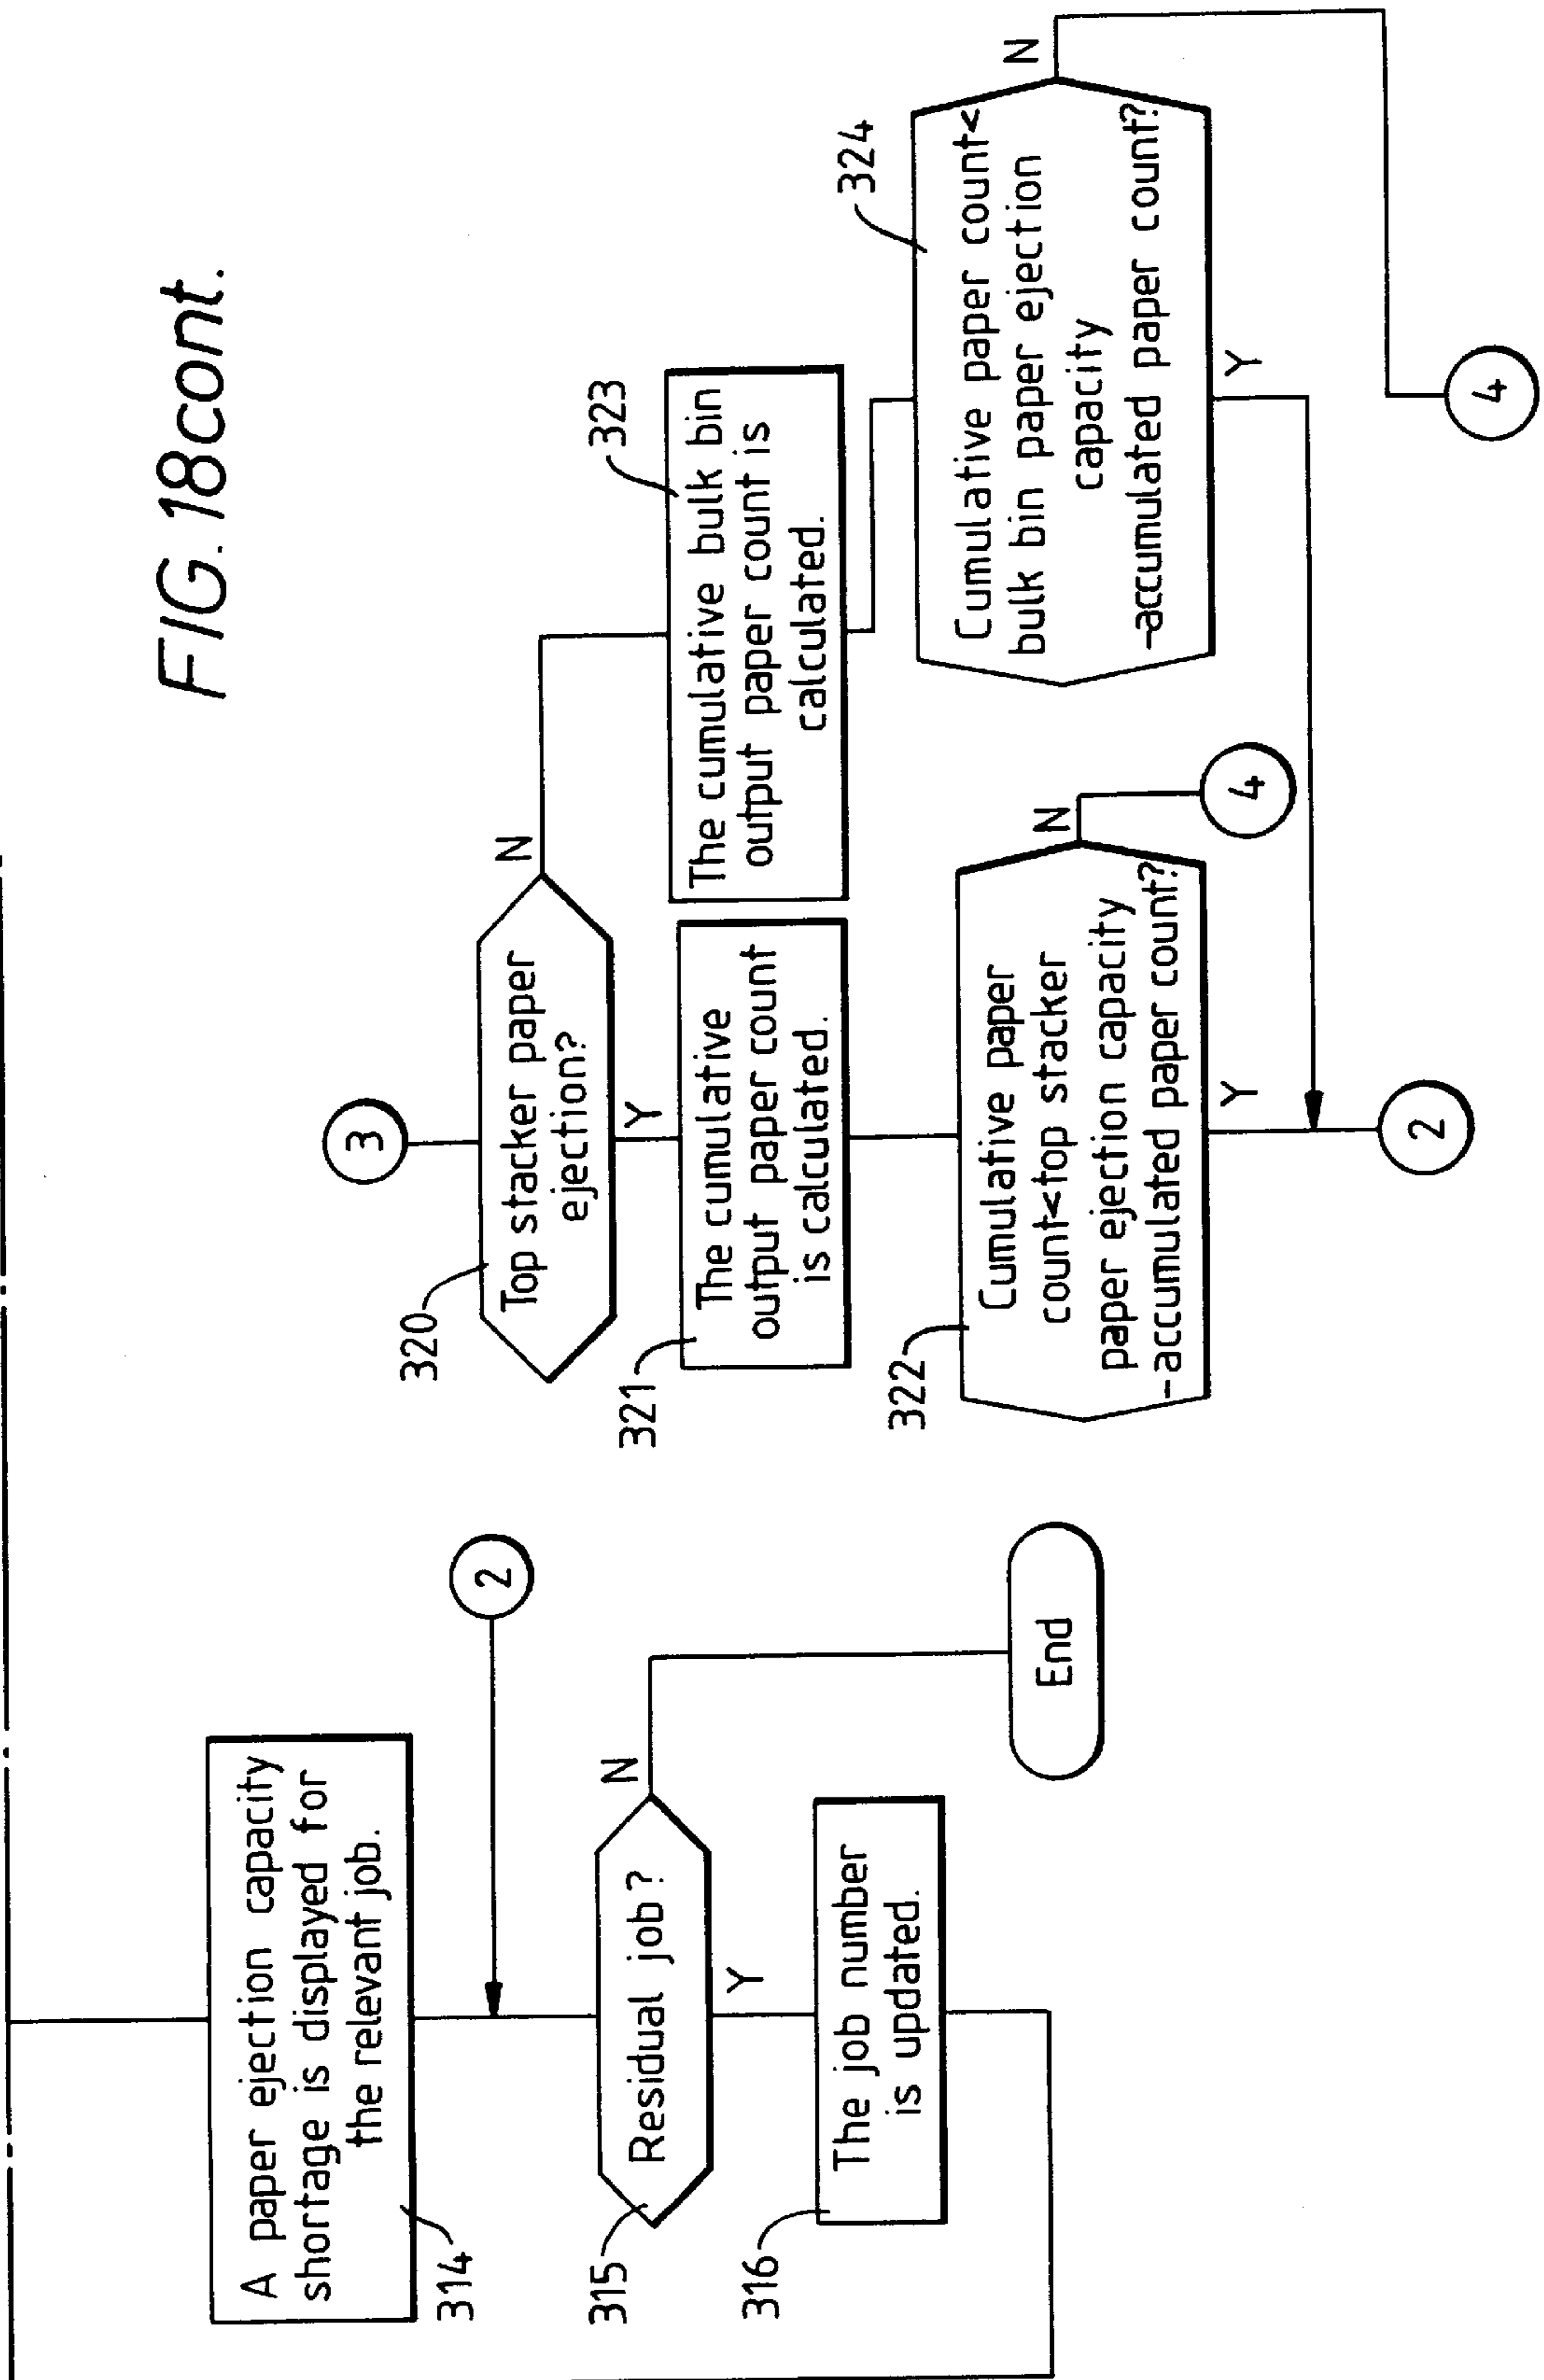 FIG. 18 cont.
A paper ejection capacity
shortage is displayed for
the relevant job.
314
2
315
Residual job?
N
Y
316
The job number
is updated.
End
3
320
Top stacker paper
ejection?
N
Y
321
The cumulative
output paper count
is calculated.
323
The cumulative bulk bin
output paper count is
calculated.
322
Cumulative paper
count<top stacker
paper ejection capacity
-accumulated paper count?
N
4
Y
324
Cumulative paper count<
bulk bin paper ejection
capacity
-accumulated paper count?
N
Y
2
4